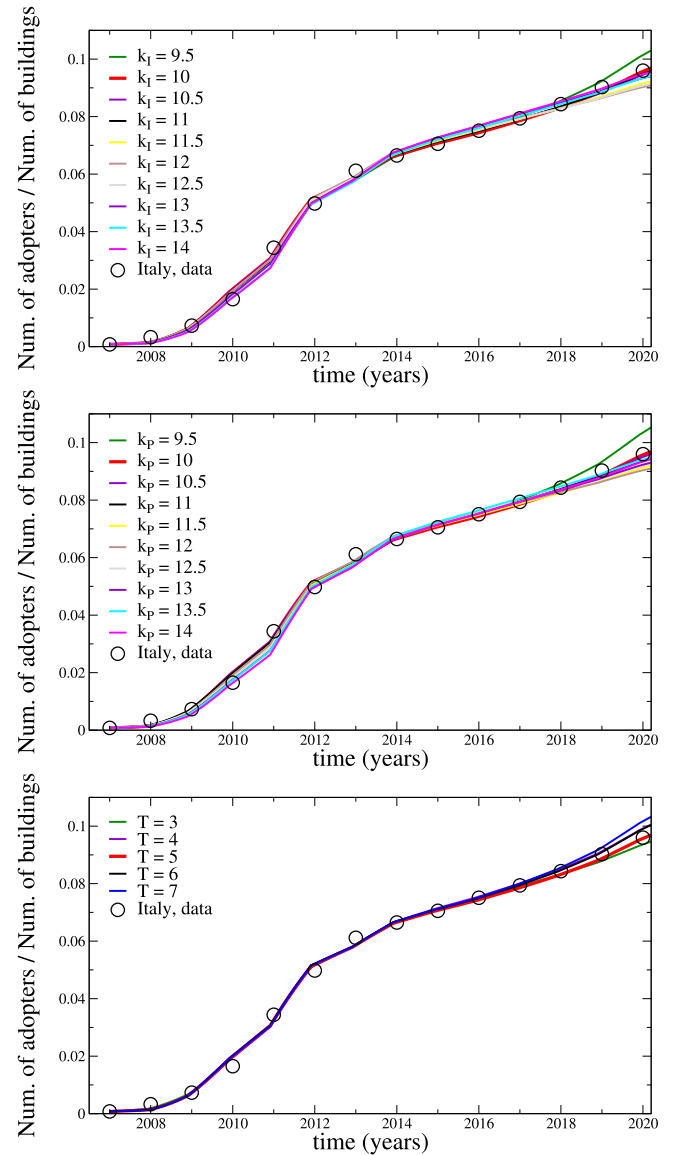 Num. of adopters / Num. of buildings
0.1
0.08
0.06
0.04
0.02
0
k_I = 9.5
k_I = 10
k_I = 10.5
k_I = 11
k_I = 11.5
k_I = 12
k_I = 12.5
k_I = 13
k_I = 13.5
k_I = 14
Italy, data
2008 2010 2012 2014 2016 2018 2020
time (years)
Num. of adopters / Num. of buildings
0.1
0.08
0.06
0.04
0.02
0
k_P = 9.5
k_P = 10
k_P = 10.5
k_P = 11
k_P = 11.5
k_P = 12
k_P = 12.5
k_P = 13
k_P = 13.5
k_P = 14
Italy, data
2008 2010 2012 2014 2016 2018 2020
time (years)
Num. of adopters / Num. of buildings
0.1
0.08
0.06
0.04
0.02
0
T = 3
T = 4
T = 5
T = 6
T = 7
Italy, data
2008 2010 2012 2014 2016 2018 2020
time (years)